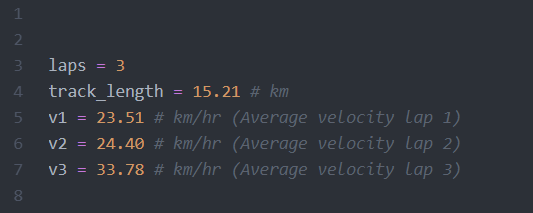 1
2
3 laps = 3
4 track_length = 15.21 # km
5 v1 = 23.51 # km/hr (Average velocity lap 1)
6 v2 = 24.40 # km/hr (Average velocity lap 2)
7 v3 = 33.78 # km/hr (Average velocity lap 3)
8